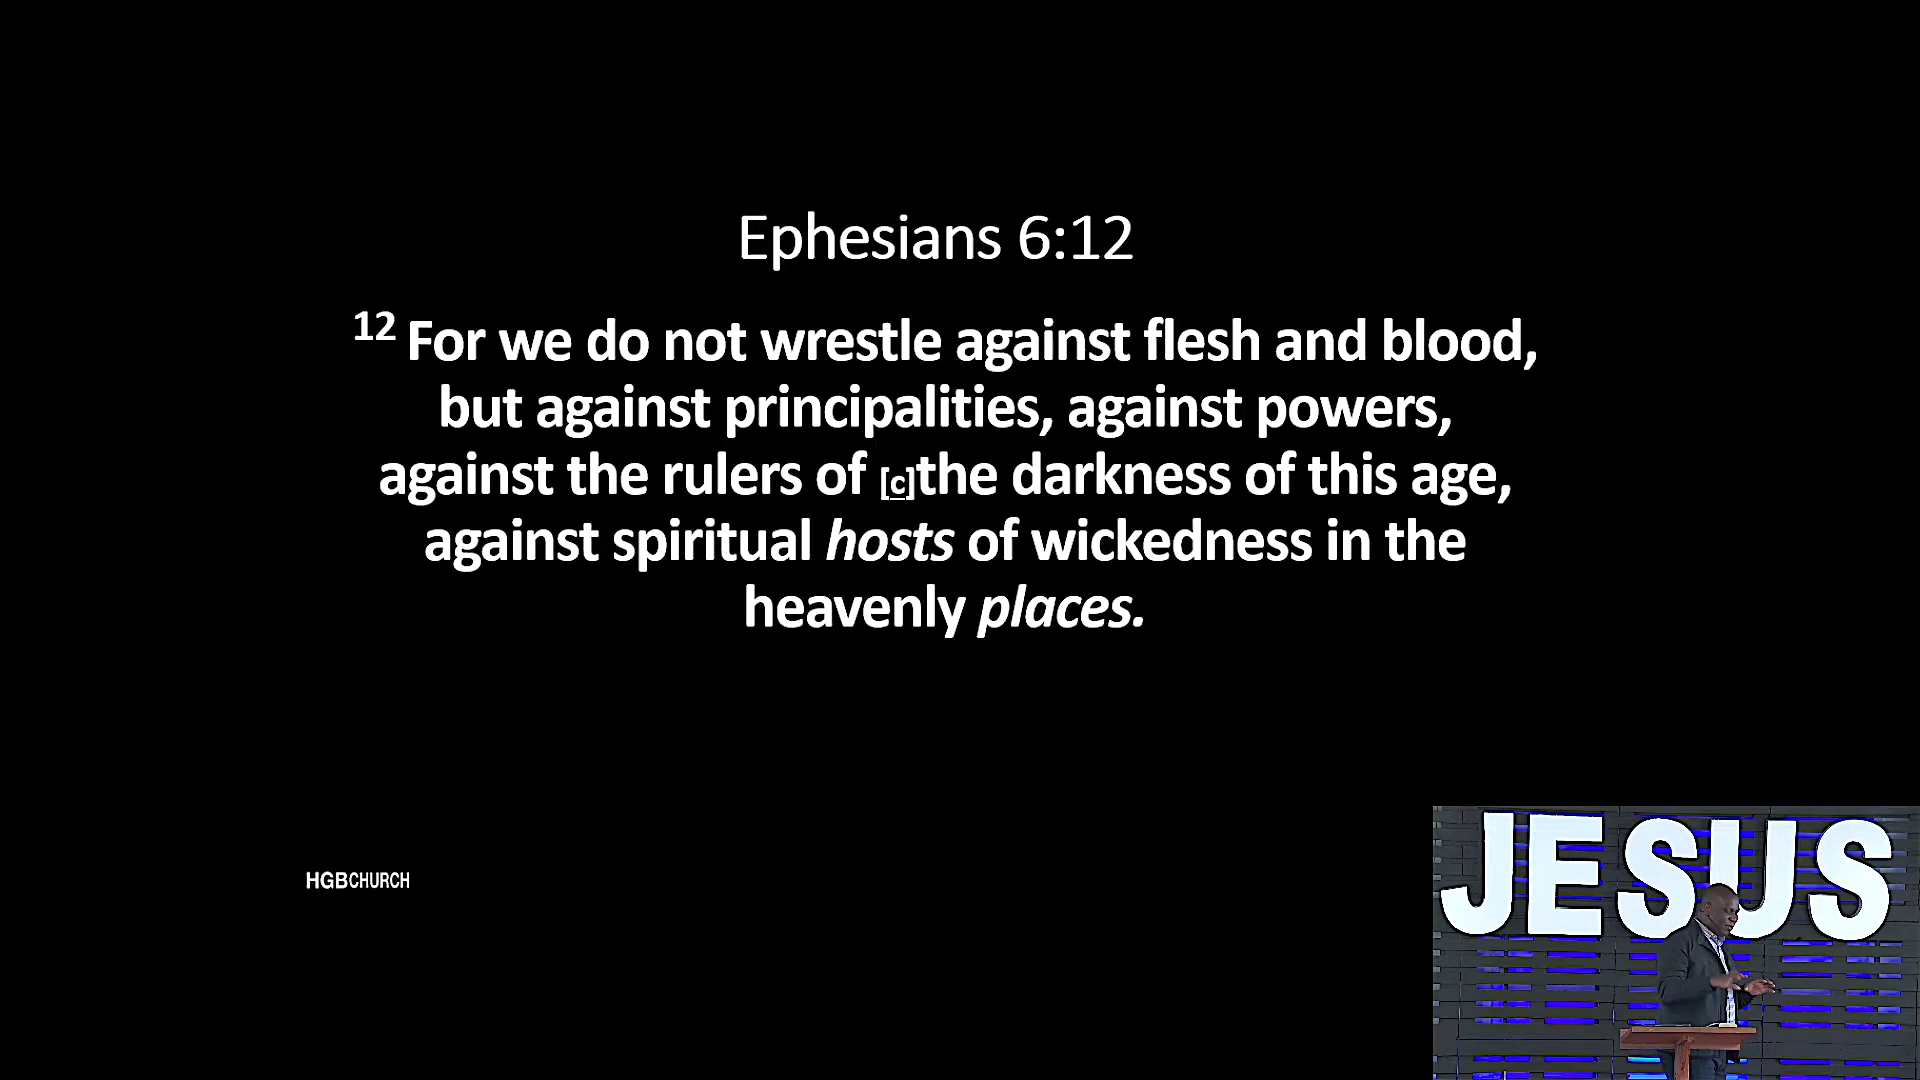 Ephesians 6:12
12 For we do not wrestle against flesh and blood,
but against principalities, against powers,
against the rulers of [c]the darkness of this age,
against spiritual hosts of wickedness in the
heavenly places.
HGBCHURCH
JESUS